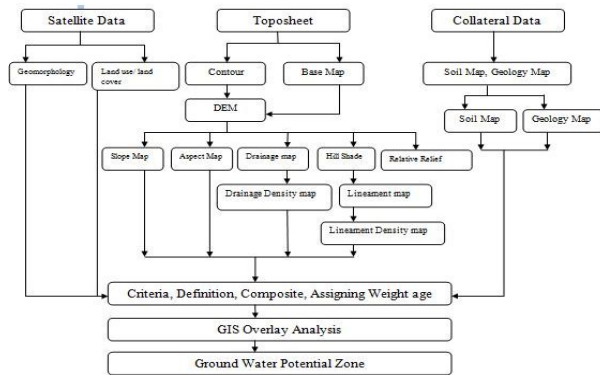 Satellite Data
Toposheet
Collateral Data
Geomorphology
Land use/ land
cover
Contour
Base Map
Soil Map, Geology Map
DEM
Soil Map
Geology Map
Slope Map
Aspect Map
Drainage map
Hill Shade
Relative Relief
Drainage Density map
Lineament map
Lineament Density map
Criteria, Definition, Composite, Assigning Weight age
GIS Overlay Analysis
Ground Water Potential Zone